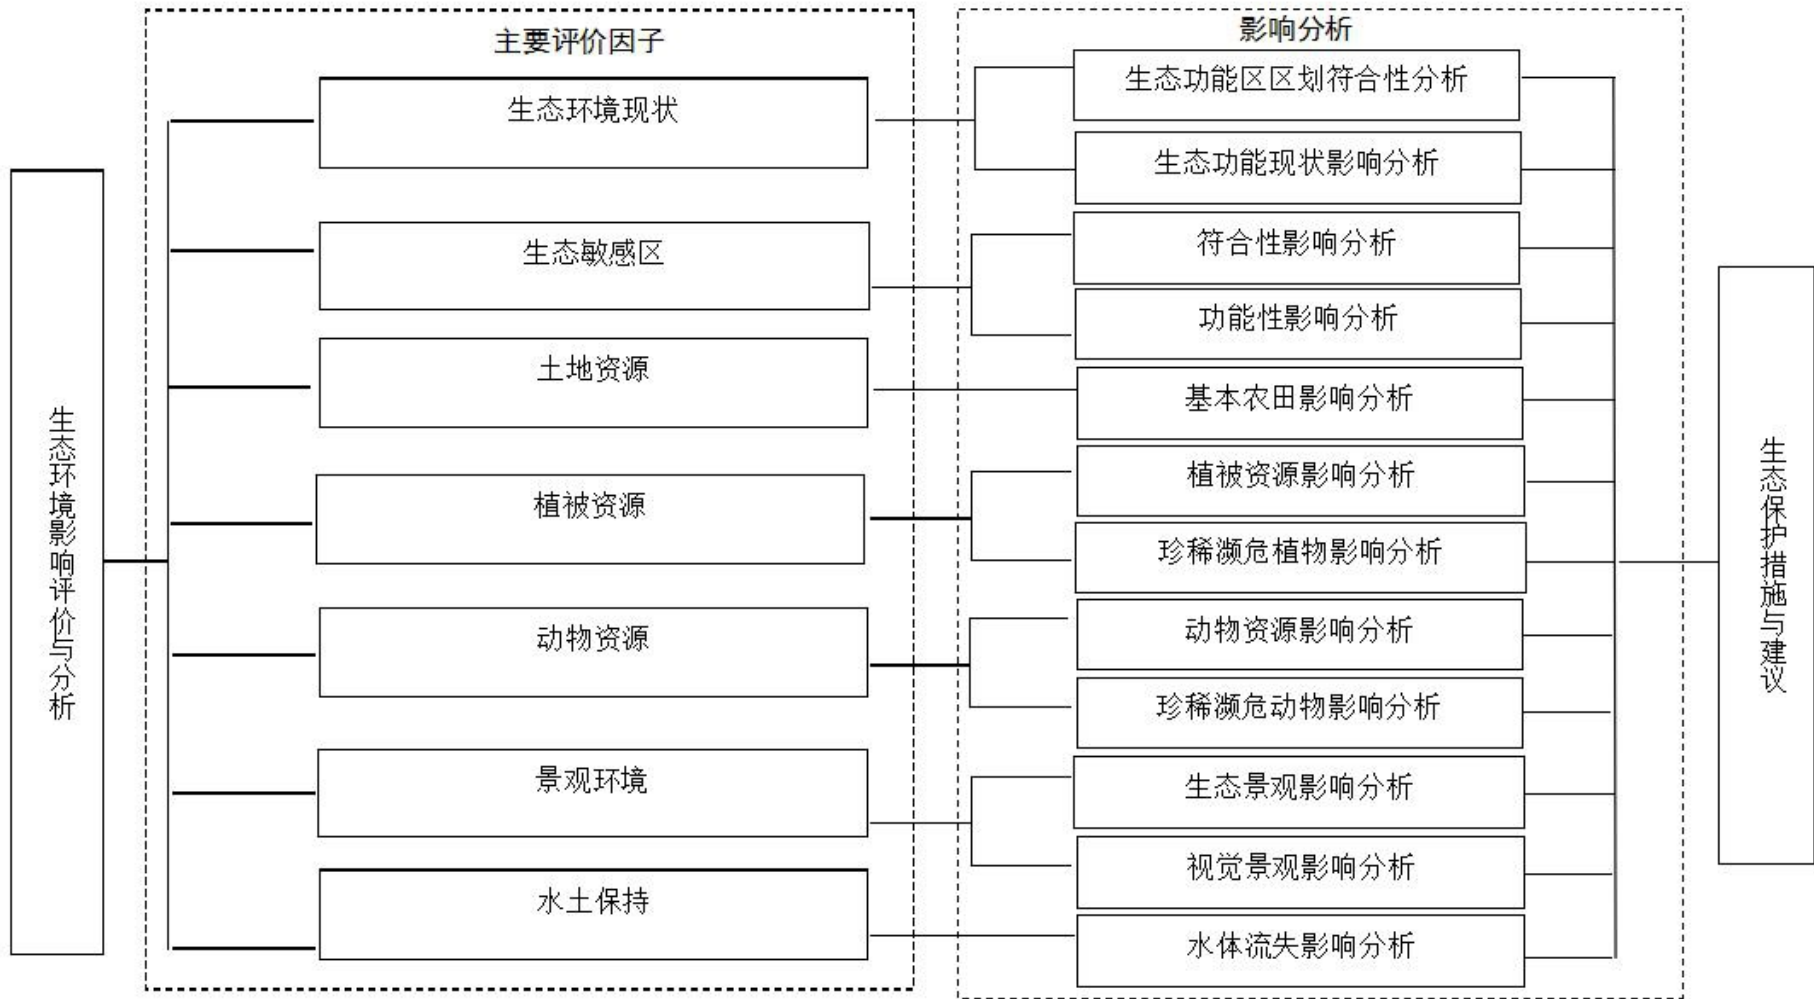 生态环境影响评价与分析
主要评价因子
生态环境现状
生态敏感区
土地资源
植被资源
动物资源
景观环境
水土保持
影响分析
生态功能区区划符合性分析
生态功能现状影响分析
符合性影响分析
功能性影响分析
基本农田影响分析
植被资源影响分析
珍稀濒危植物影响分析
动物资源影响分析
珍稀濒危动物影响分析
生态景观影响分析
视觉景观影响分析
水体流失影响分析
生态保护措施与建议